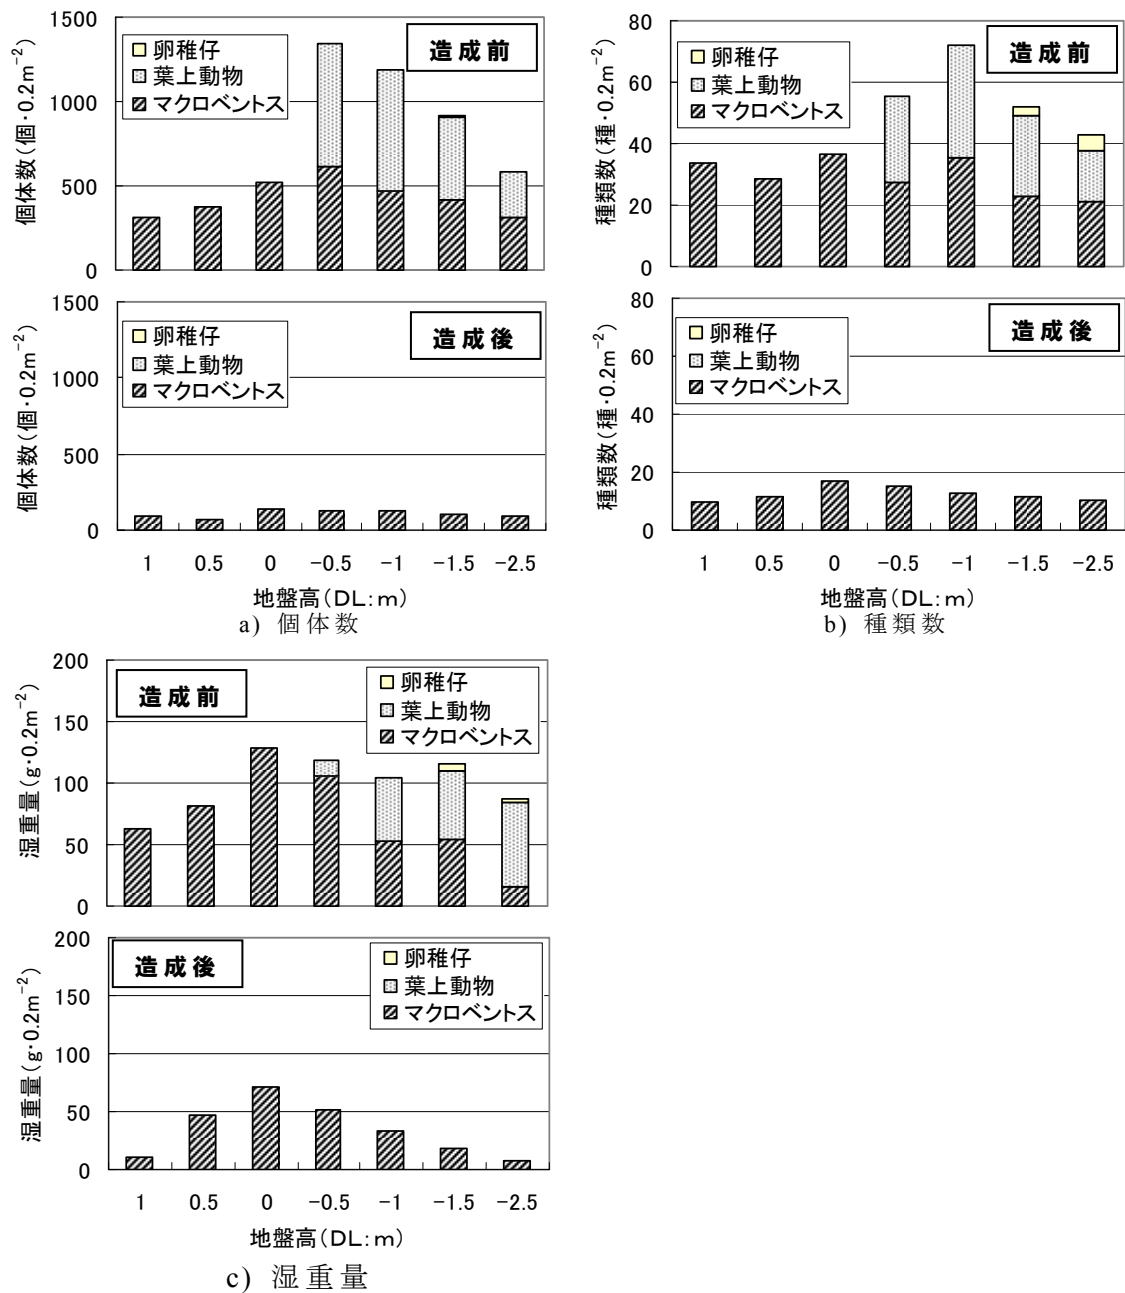 個体数(個・0.2m⁻²)
1500
1000
500
0
卵稚仔
葉上動物
マクロベントス
造成前
種類数(種・0.2m⁻²)
80
60
40
20
0
卵稚仔
葉上動物
マクロベントス
造成前
個体数(個・0.2m⁻²)
1500
1000
500
0
卵稚仔
葉上動物
マクロベントス
造成後
1 0.5 0 −0.5 −1 −1.5 −2.5
地盤高(DL:m)
a) 個体数
種類数(種・0.2m⁻²)
80
60
40
20
0
卵稚仔
葉上動物
マクロベントス
造成後
1 0.5 0 −0.5 −1 −1.5 −2.5
地盤高(DL:m)
b) 種類数
湿重量(g・0.2m⁻²)
200
150
100
50
0
造成前
卵稚仔
葉上動物
マクロベントス
湿重量(g・0.2m⁻²)
200
150
100
50
0
造成後
卵稚仔
葉上動物
マクロベントス
1 0.5 0 −0.5 −1 −1.5 −2.5
地盤高(DL:m)
c) 湿重量